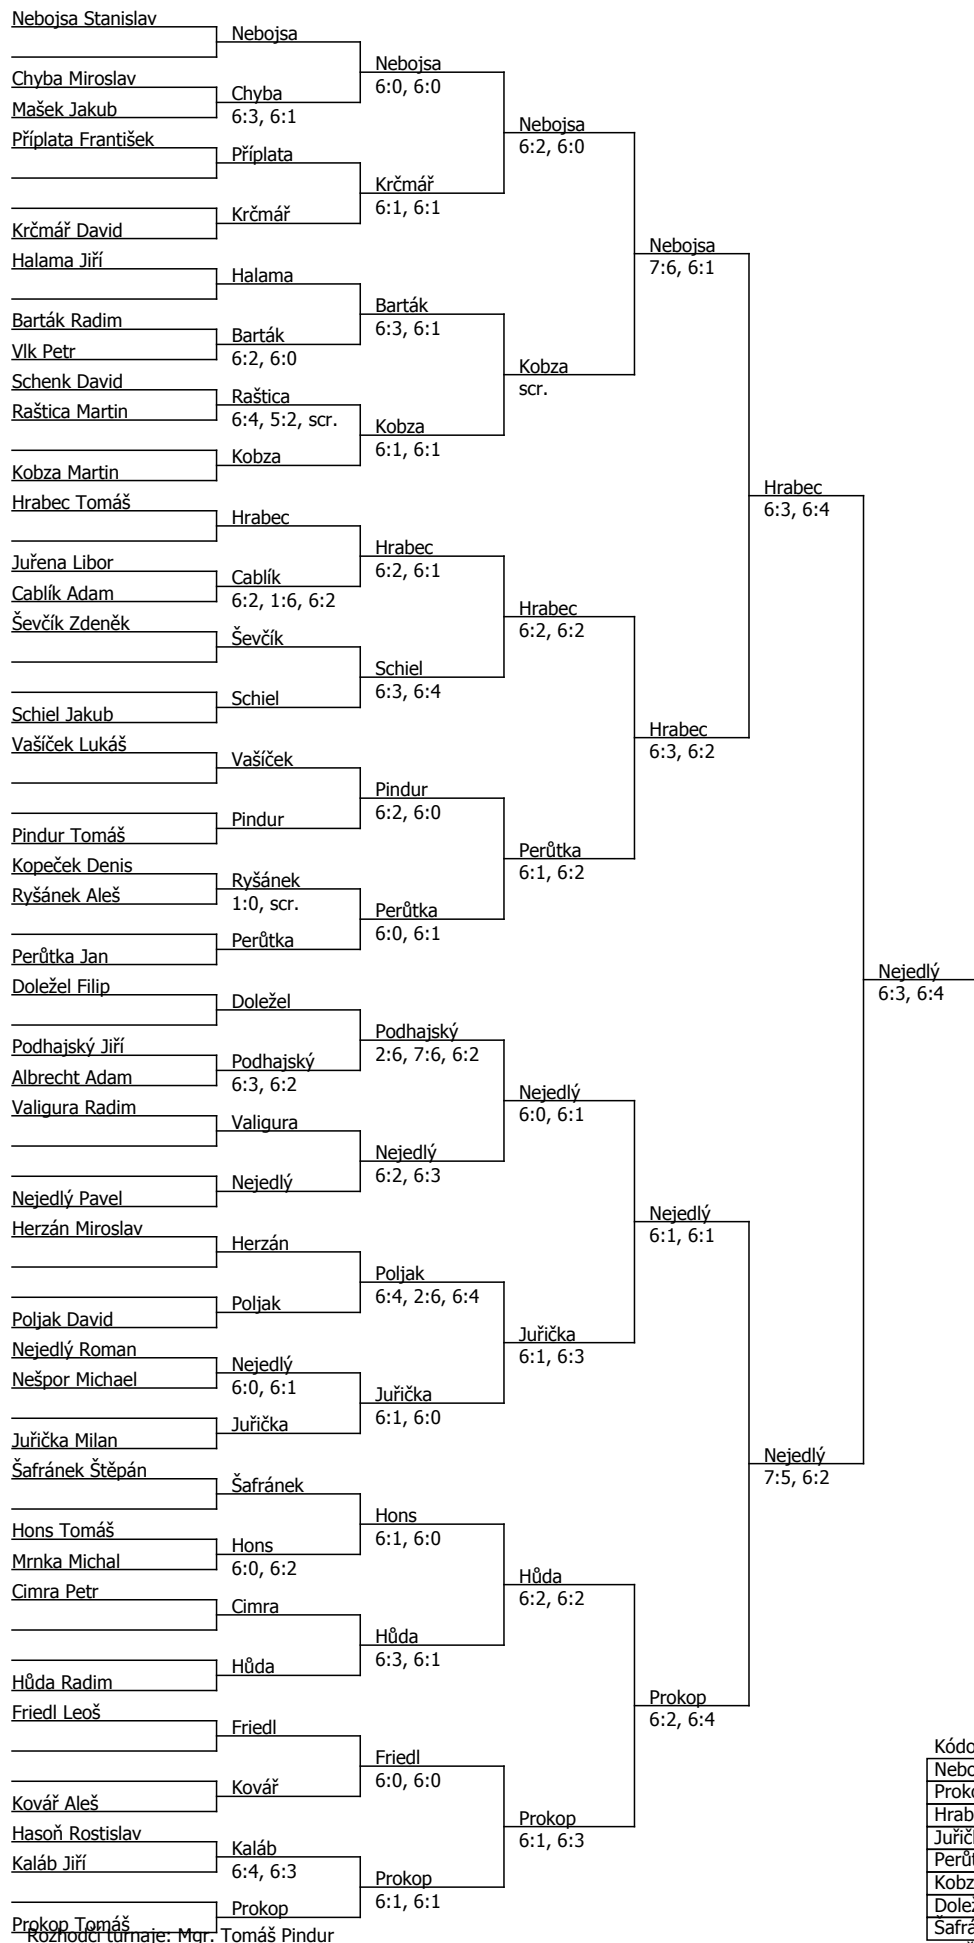 Nebojsa Stanislav
Chyba Miroslav
Mašek Jakub
Příplata František
Krčmář David
Halama Jiří
Barták Radim
Vlk Petr
Schenk David
Raštica Martin
Kobza Martin
Hrabec Tomáš
Juřena Libor
Cablík Adam
Ševčík Zdeněk
Schiel Jakub
Vašíček Lukáš
Pindur Tomáš
Kopeček Denis
Ryšánek Aleš
Perůtka Jan
Doležel Filip
Podhajský Jiří
Albrecht Adam
Valigura Radim
Nejedlý Pavel
Herzán Miroslav
Poljak David
Nejedlý Roman
Nešpor Michael
Juřička Milan
Šafránek Štěpán
Hons Tomáš
Mrnka Michal
Cimra Petr
Hůda Radim
Friedl Leoš
Kovář Aleš
Hasoň Rostislav
Kaláb Jiří
Prokop Tomáš
Nebojsa
Chyba
6:3, 6:1
Příplata
Krčmář
Halama
Barták
6:2, 6:0
Raštica
6:4, 5:2, scr.
Kobza
Hrabec
Cablík
6:2, 1:6, 6:2
Ševčík
Schiel
Vašíček
Pindur
Ryšánek
1:0, scr.
Perůtka
Doležel
Podhajský
6:3, 6:2
Valigura
Nejedlý
Herzán
Poljak
Nejedlý
6:0, 6:1
Juřička
Šafránek
Hons
6:0, 6:2
Cimra
Hůda
Friedl
Kovář
Kaláb
6:4, 6:3
Prokop
Nebojsa
6:0, 6:0
Krčmář
6:1, 6:1
Barták
6:3, 6:1
Kobza
6:1, 6:1
Hrabec
6:2, 6:1
Schiel
6:3, 6:4
Pindur
6:2, 6:0
Perůtka
6:0, 6:1
Podhajský
2:6, 7:6, 6:2
Nejedlý
6:2, 6:3
Poljak
6:4, 2:6, 6:4
Juřička
6:1, 6:0
Hons
6:1, 6:0
Hůda
6:3, 6:1
Friedl
6:0, 6:0
Prokop
6:1, 6:1
Nebojsa
6:2, 6:0
Kobza
scr.
Hrabec
6:2, 6:2
Perůtka
6:1, 6:2
Nejedlý
6:0, 6:1
Juřička
6:1, 6:3
Hůda
6:2, 6:2
Prokop
6:1, 6:3
Nebojsa
7:6, 6:1
Hrabec
6:3, 6:2
Nejedlý
6:1, 6:1
Prokop
6:2, 6:4
Hrabec
6:3, 6:4
Nejedlý
7:5, 6:2
Nejedlý
6:3, 6:4
Kódo
Nebo
Proko
Hrab
Juřič
Perůt
Kobz
Dolež
Šafrá
Rozhodčí turnaje: Mgr. Tomáš Pindur